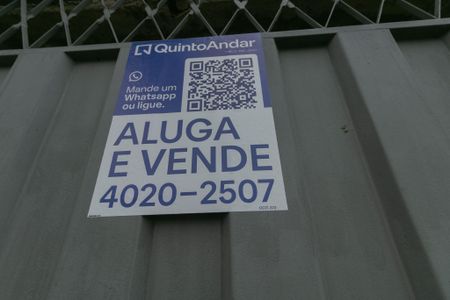 QuintoAndar
Mande um
Whatsapp
ou ligue.
ALUGA
E VENDE
4020-2507